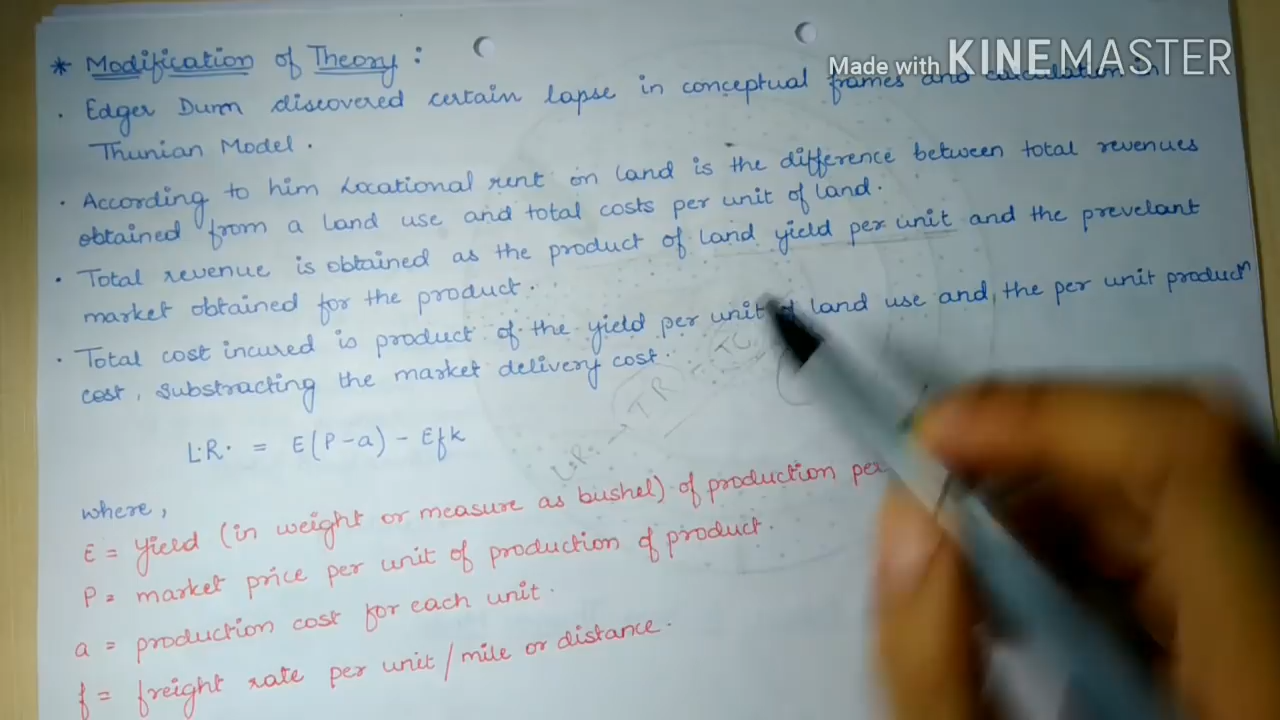 Made with KINEMASTER
* Modification of Theory :
· Edger Dunn discovered certain lapse in conceptual frames and calculation in
Thunian Model .
· According to him Locational rent on land is the difference between total revenues
obtained from a land use and total costs per unit of land.
· Total revenue is obtained as the product of land yield per unit and the prevelant
market obtained for the product .
· Total cost incured is product of the yield per unit of land use and the per unit product
cost , substracting the market delivery cost .
L.R. → TR - TC
L.R. = E(P-a) - Efk
where ,
E = yield (in weight or measure as bushel) of production per
P = market price per unit of production of product .
a = production cost for each unit .
f = freight rate per unit / mile or distance .